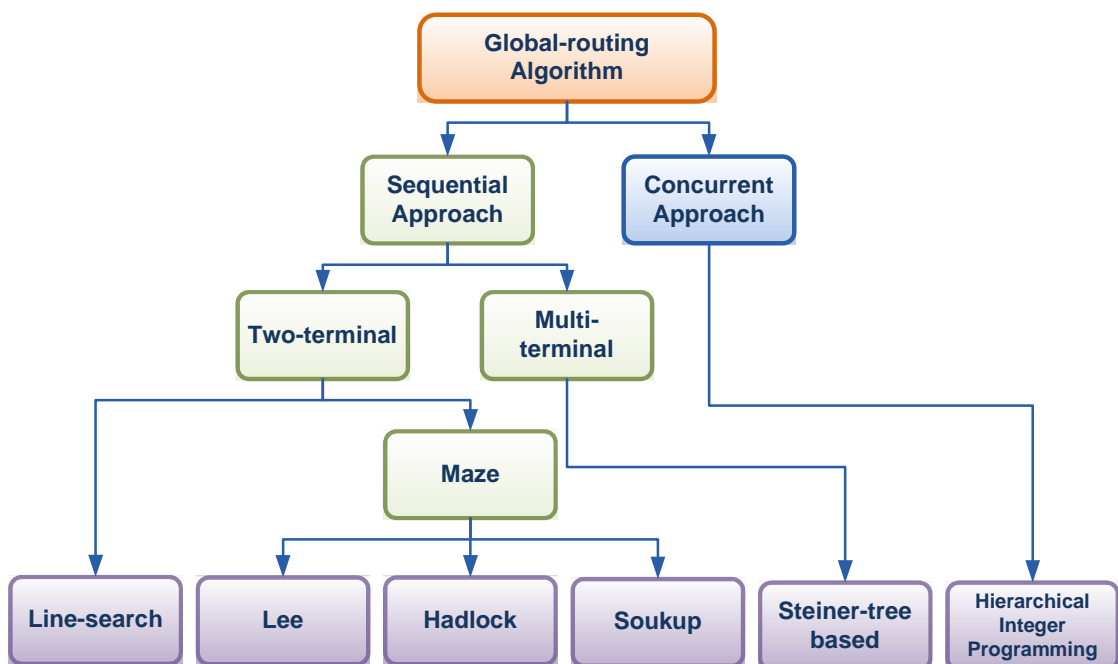 Global-routing
Algorithm
Sequential
Approach
Concurrent
Approach
Two-terminal
Multi-
terminal
Maze
Line-search
Lee
Hadlock
Soukup
Steiner-tree
based
Hierarchical
Integer
Programming